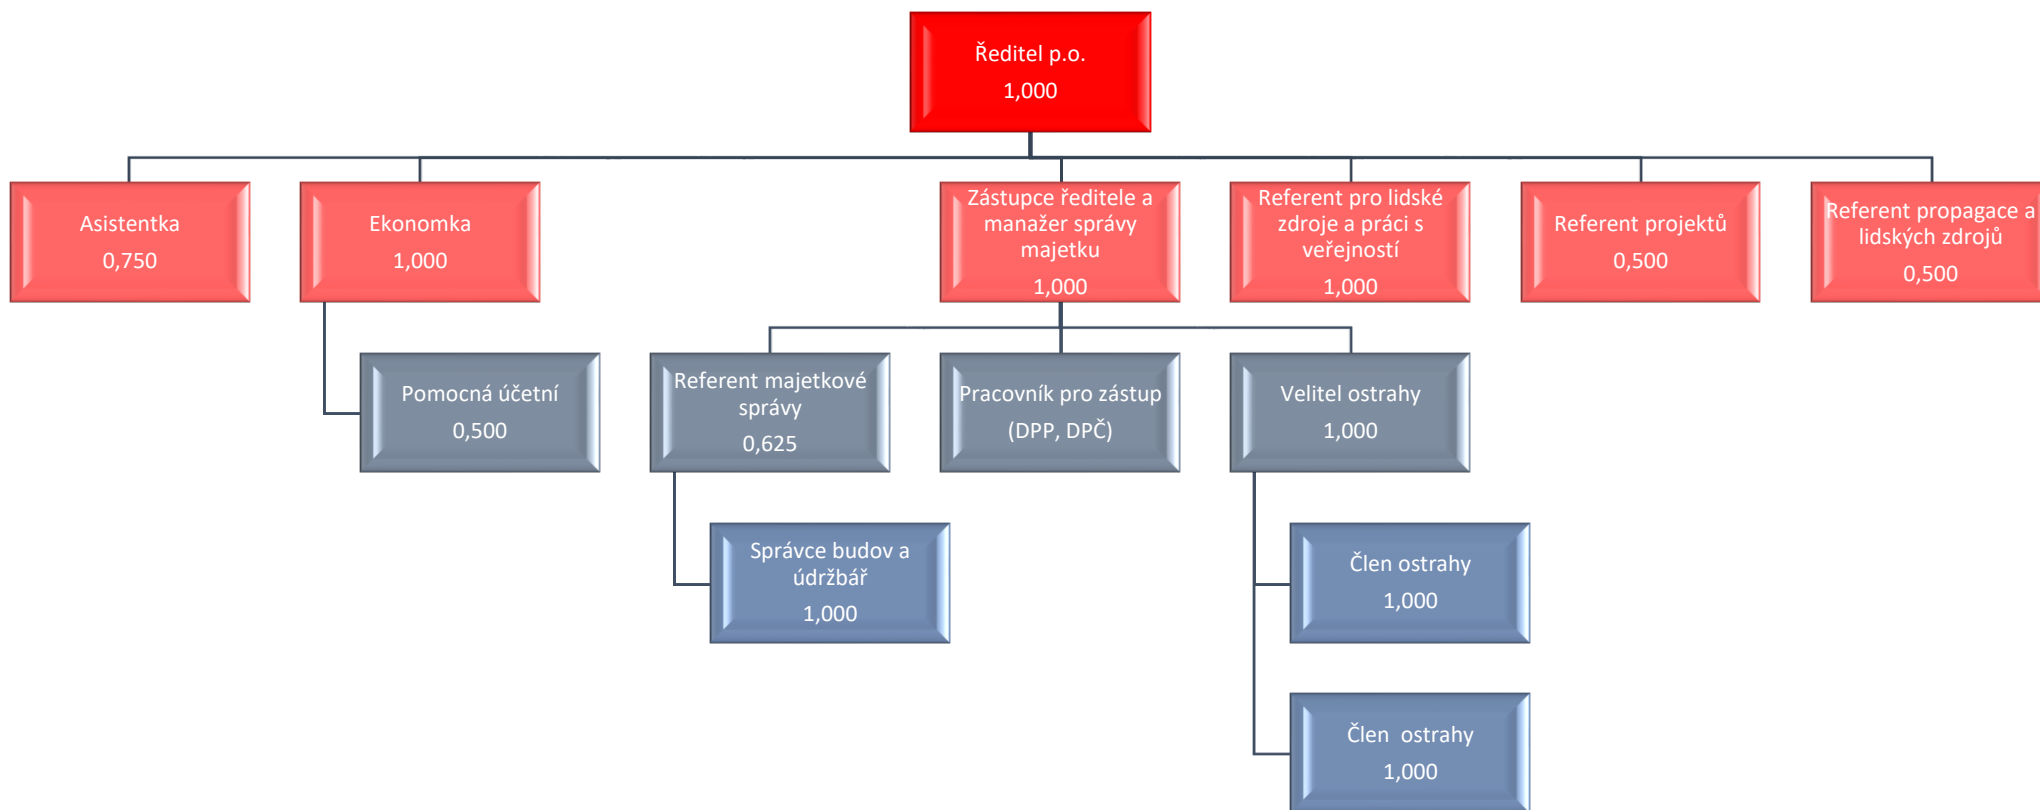 Ředitel p.o.
1,000
Asistentka
0,750
Ekonomka
1,000
Zástupce ředitele a
manažer správy
majetku
1,000
Referent pro lidské
zdroje a práci s
veřejností
1,000
Referent projektů
0,500
Referent propagace a
lidských zdrojů
0,500
Pomocná účetní
0,500
Referent majetkové
správy
0,625
Pracovník pro zástup
(DPP, DPČ)
Velitel ostrahy
1,000
Správce budov a
údržbář
1,000
Člen ostrahy
1,000
Člen  ostrahy
1,000